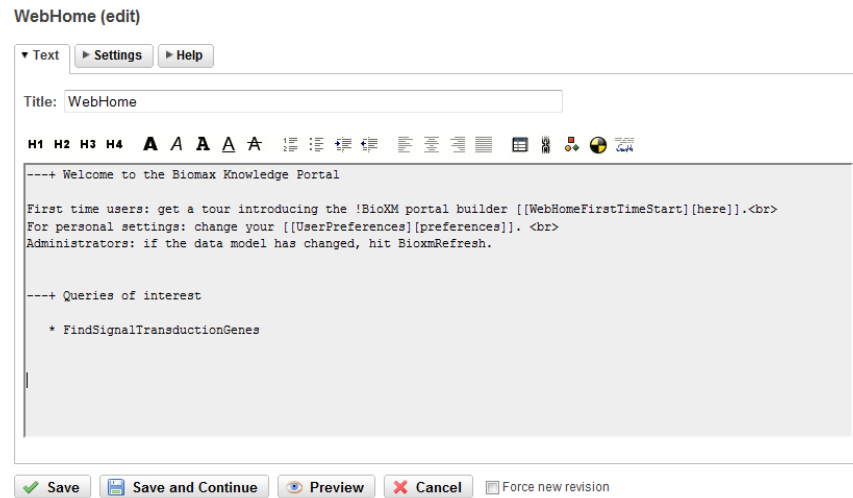 WebHome (edit)
Text Settings Help
Title: WebHome
H1 H2 H3 H4 A A A A A
---+ Welcome to the Biomax Knowledge Portal
First time users: get a tour introducing the !BioXM portal builder [[WebHomeFirstTimeStart][here]].<br>
For personal settings: change your [[UserPreferences][preferences]]. <br>
Administrators: if the data model has changed, hit BioxmRefresh.
---+ Queries of interest
* FindSignalTransductionGenes
Save Save and Continue Preview Cancel Force new revision